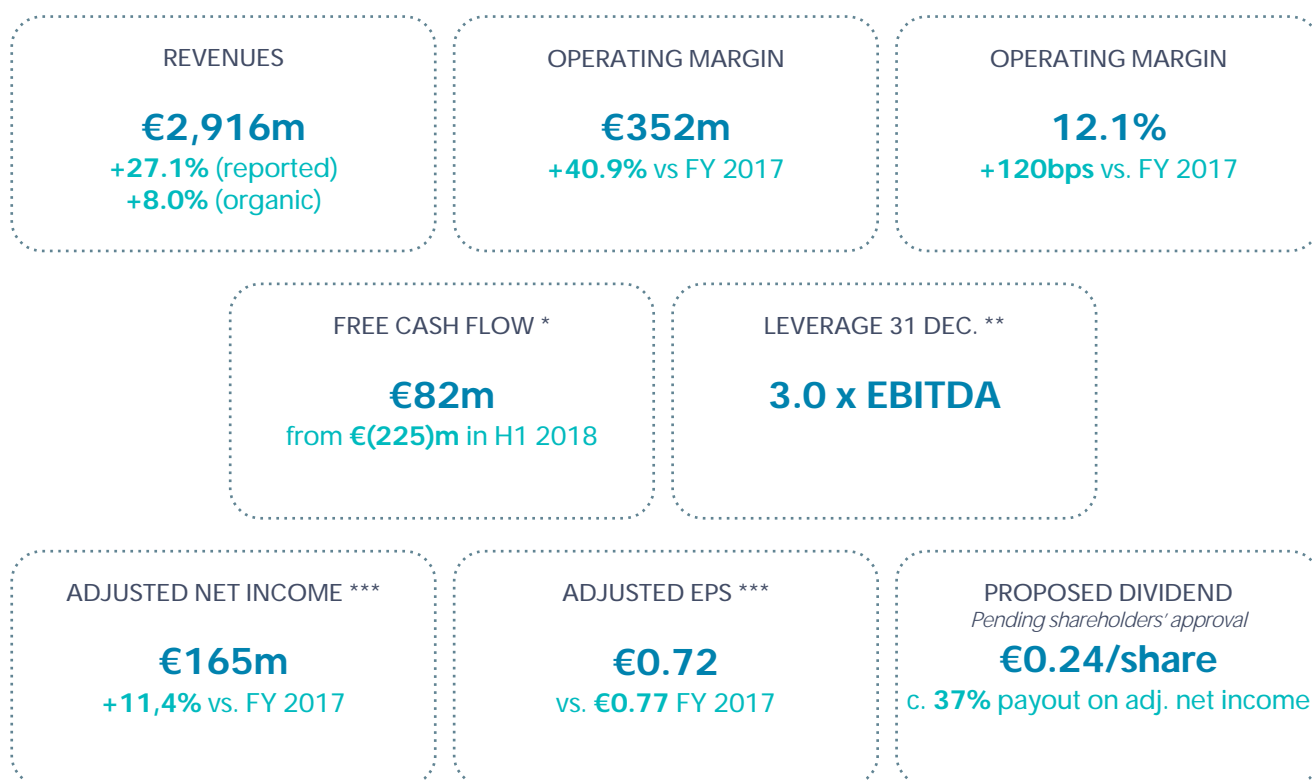 REVENUES
€2,916m
+27.1% (reported)
+8.0% (organic)
OPERATING MARGIN
€352m
+40.9% vs FY 2017
OPERATING MARGIN
12.1%
+120bps vs. FY 2017
FREE CASH FLOW *
€82m
from €(225)m in H1 2018
LEVERAGE 31 DEC. **
3.0 x EBITDA
ADJUSTED NET INCOME ***
€165m
+11,4% vs. FY 2017
ADJUSTED EPS ***
€0.72
vs. €0.77 FY 2017
PROPOSED DIVIDEND
Pending shareholders' approval
€0.24/share
c. 37% payout on adj. net income